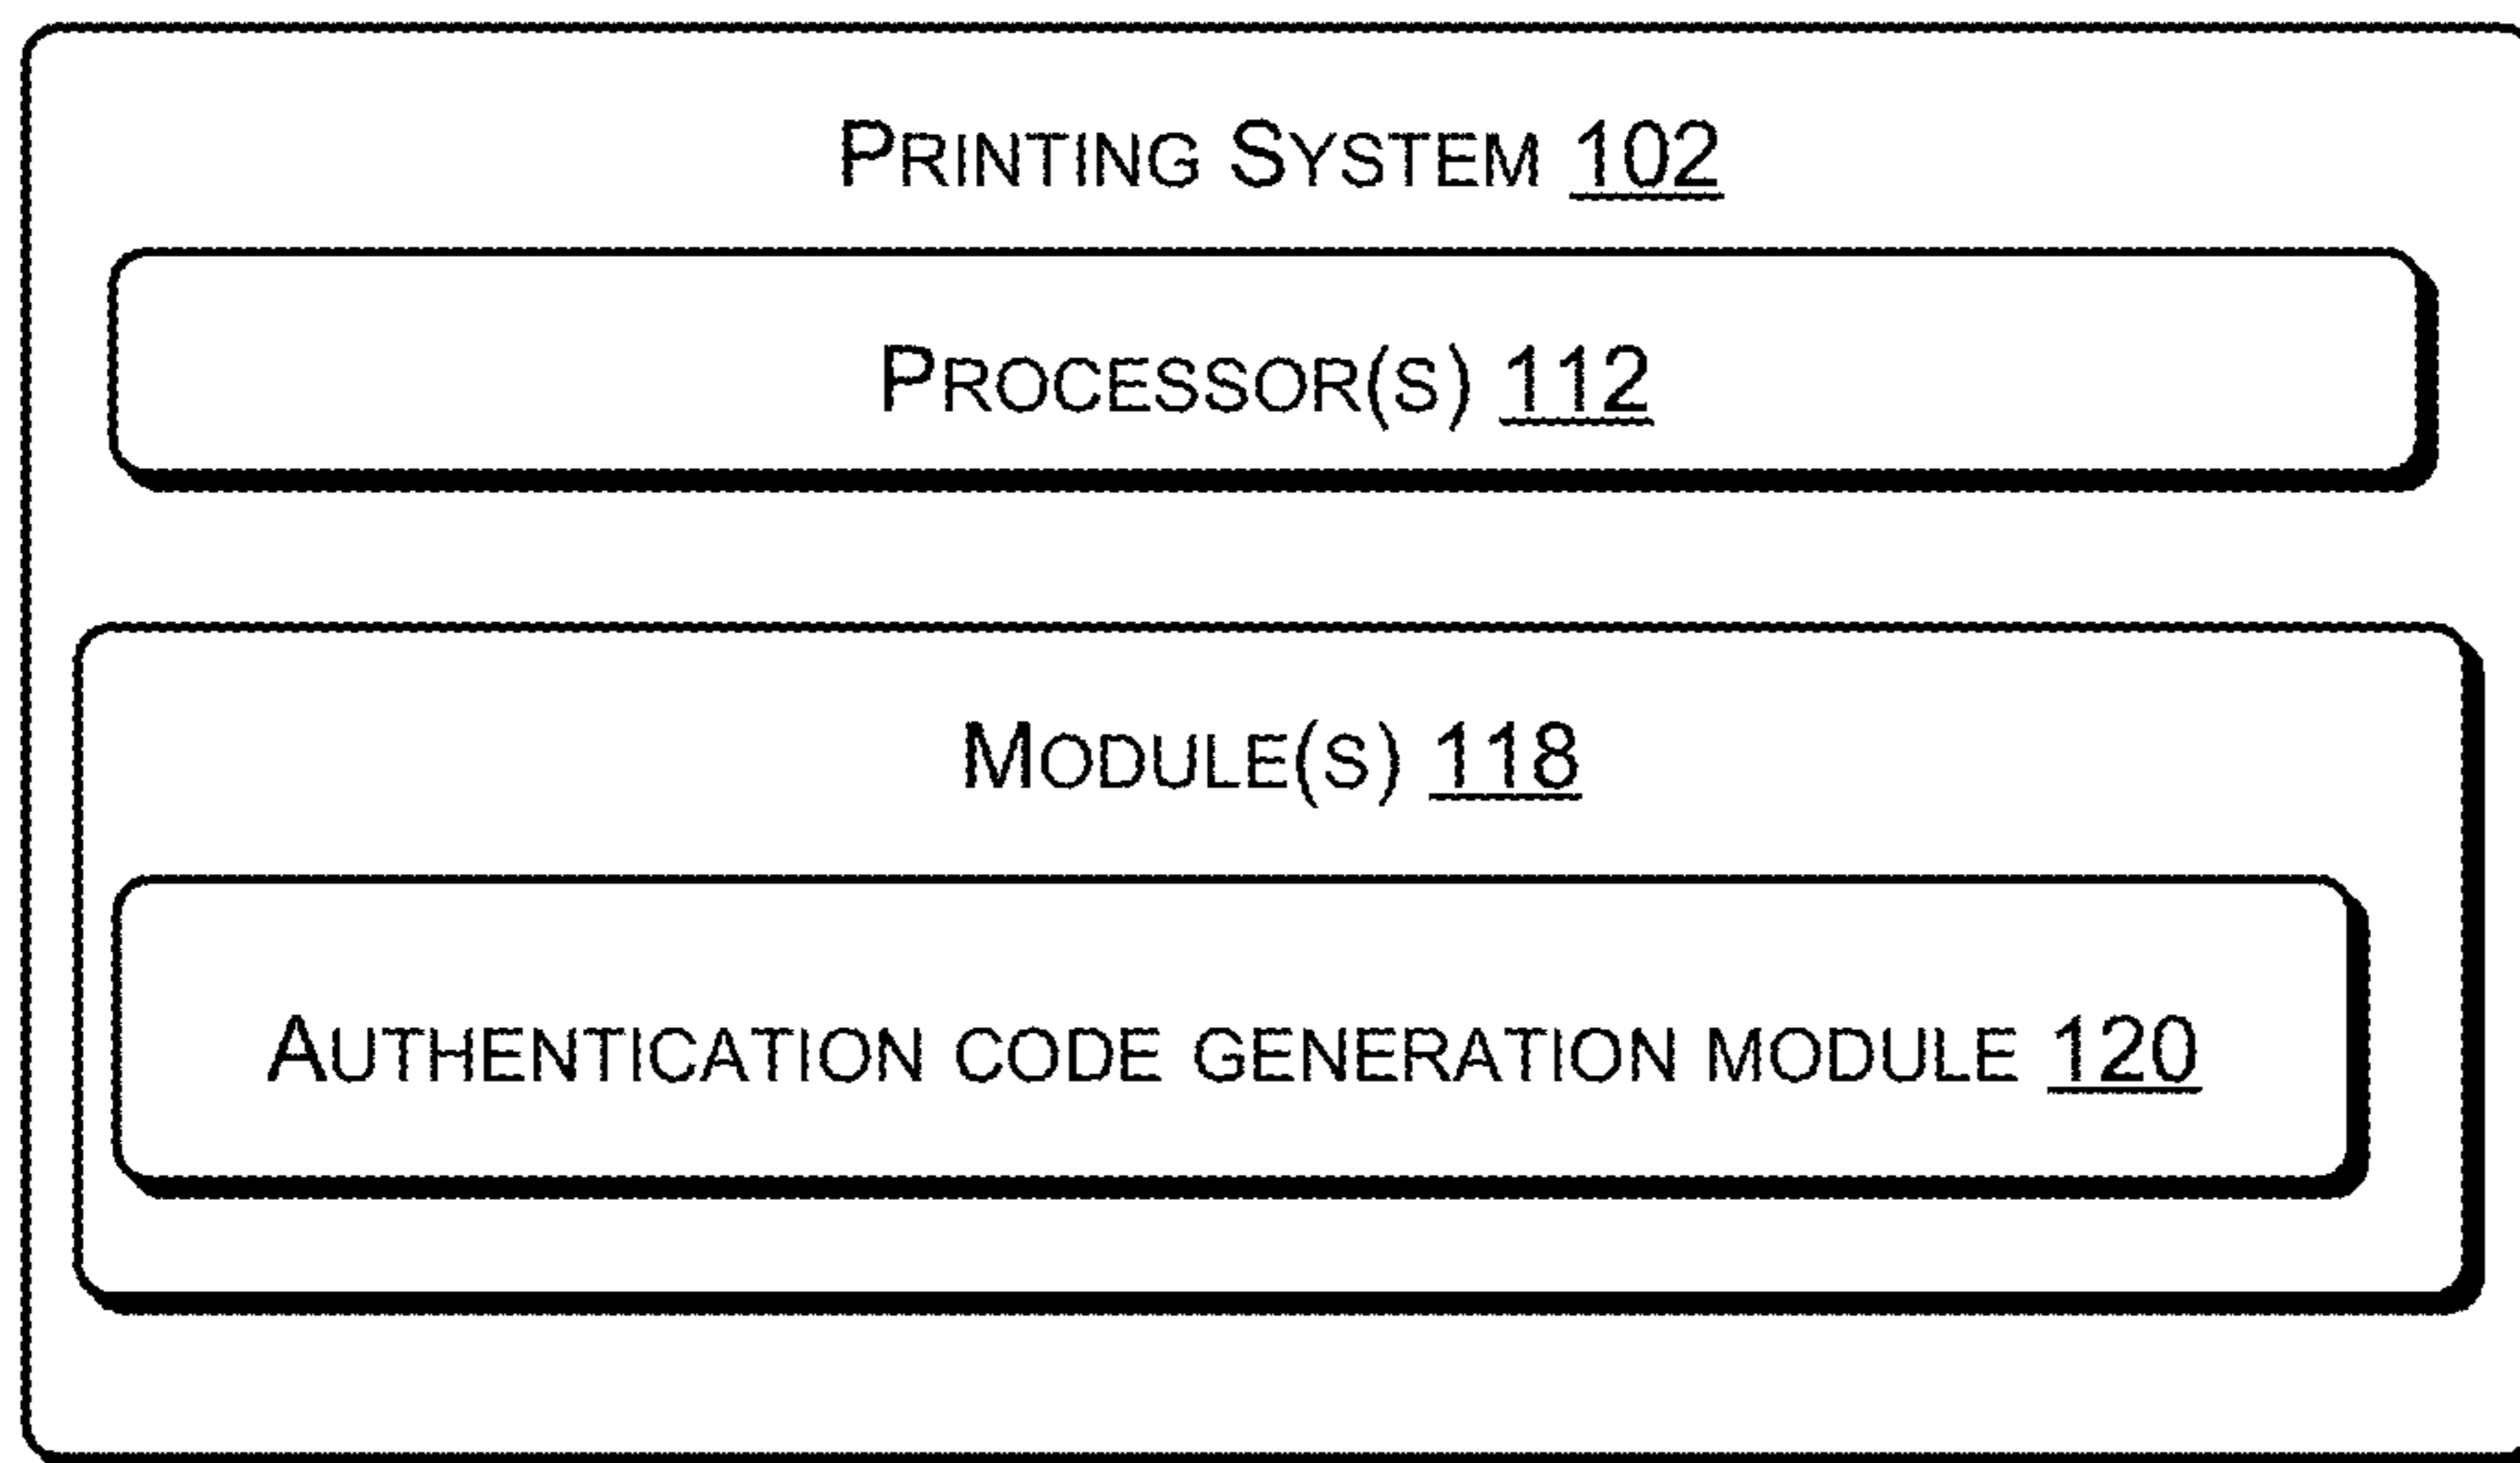 PRINTING SYSTEM 102
PROCESSOR(S) 112
MODULE(S) 118
AUTHENTICATION CODE GENERATION MODULE 120